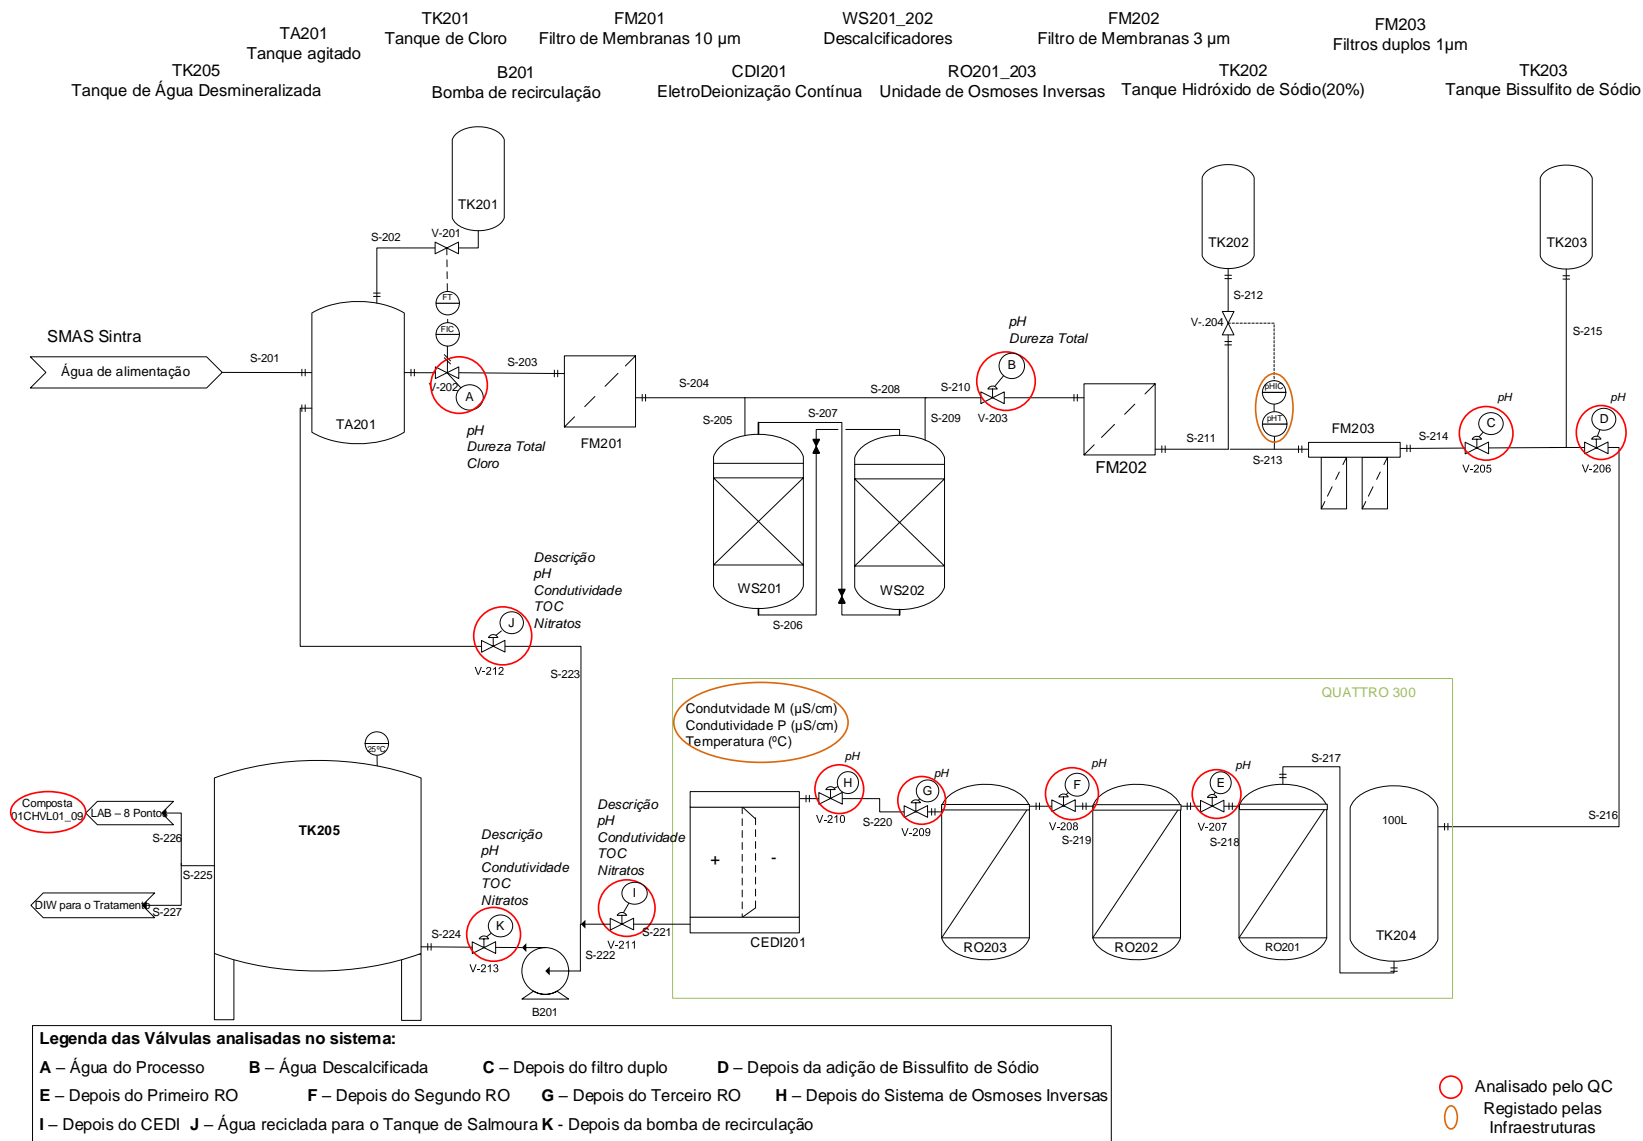 TA201
Tanque agitado
TK201
Tanque de Cloro
FM201
Filtro de Membranas 10 µm
WS201_202
Descalcificadores
FM202
Filtro de Membranas 3 µm
FM203
Filtros duplos 1µm
TK205
Tanque de Água Desmineralizada
B201
Bomba de recirculação
CDI201
EletroDeionização Contínua
RO201_203
Unidade de Osmoses Inversas
TK202
Tanque Hidróxido de Sódio(20%)
TK203
Tanque Bissulfito de Sódio
TK201
S-202
V-201
FT
FIC
SMAS Sintra
Água de alimentação
S-201
TA201
V-202
A
S-203
pH
Dureza Total
Cloro
FM201
S-204
S-205
S-207
S-208
S-209
S-210
WS201
WS202
S-206
pH
Dureza Total
B
V-203
FM202
S-211
TK202
S-212
V-.204
pHIC
pHT
S-213
FM203
S-214
TK203
S-215
pH
C
V-205
pH
D
V-206
S-216
Descrição
pH
Condutividade
TOC
Nitratos
J
V-212
S-223
QUATTRO 300
Condutvidade M (µS/cm)
Condutividade P (µS/cm)
Temperatura (ºC)
pH
H
V-210
S-220
pH
G
V-209
pH
F
V-208
S-219
pH
E
V-207
S-218
S-217
100L
TK204
RO201
RO202
RO203
+
-
CEDI201
Descrição
pH
Condutividade
TOC
Nitratos
I
V-211
S-221
S-222
B201
Descrição
pH
Condutividade
TOC
Nitratos
K
V-213
S-224
25ºC
TK205
Composta
01CHVL01_09
LAB – 8 Pontos
S-226
S-225
DIW para o Tratamento
S-227
Legenda das Válvulas analisadas no sistema:
A – Água do Processo B – Água Descalcificada C – Depois do filtro duplo D – Depois da adição de Bissulfito de Sódio
E – Depois do Primeiro RO F – Depois do Segundo RO G – Depois do Terceiro RO H – Depois do Sistema de Osmoses Inversas
I – Depois do CEDI J – Água reciclada para o Tanque de Salmoura K - Depois da bomba de recirculação
Analisado pelo QC
Registado pelas
Infraestruturas